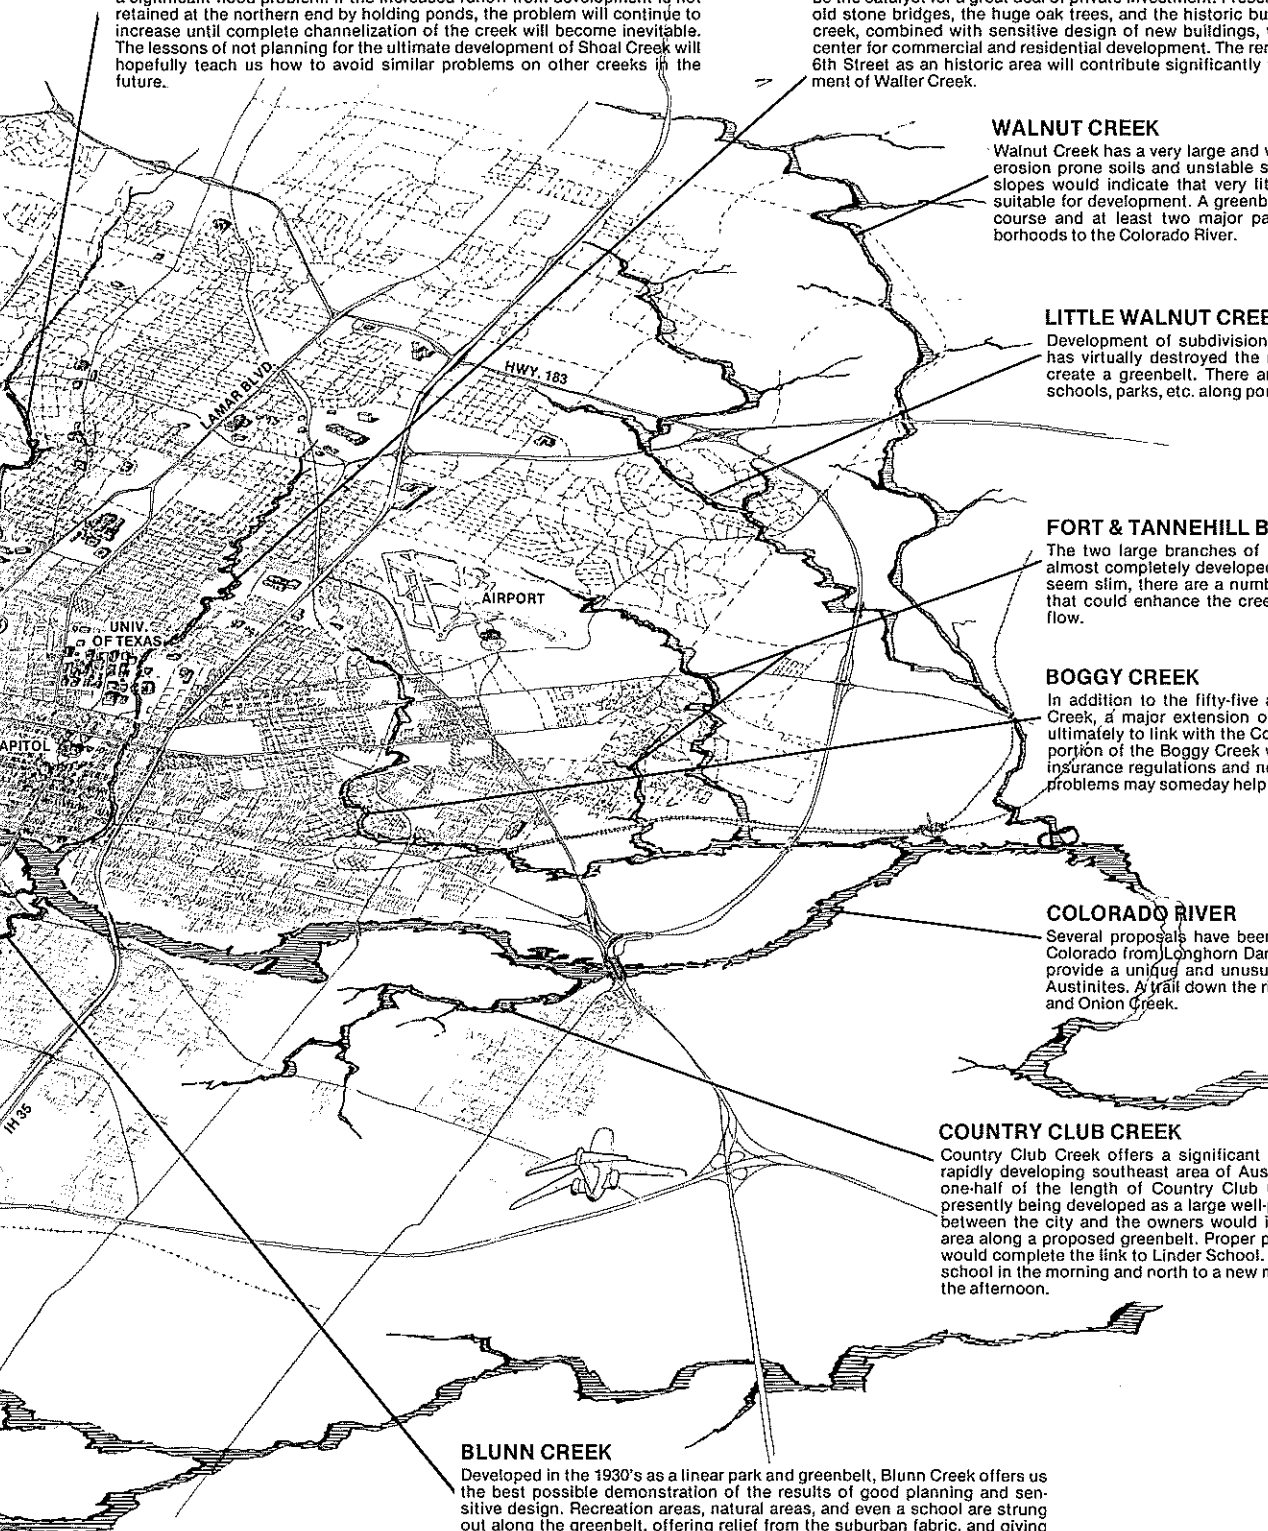 retained at the northern end by holding ponds, the problem will continue to
increase until complete channelization of the creek will become inevitable.
The lessons of not planning for the ultimate development of Shoal Creek will
hopefully teach us how to avoid similar problems on other creeks in the
future.
old stone bridges, the huge oak trees, and the historic bu
creek, combined with sensitive design of new buildings,
center for commercial and residential development. The re
6th Street as an historic area will contribute significantly
ment of Waller Creek.
WALNUT CREEK
Walnut Creek has a very large and
erosion prone soils and unstable s
slopes would indicate that very lit
suitable for development. A greenb
course and at least two major pa
borhoods to the Colorado River.
LITTLE WALNUT CREE
Development of subdivision
has virtually destroyed the
create a greenbelt. There a
schools, parks, etc. along po
FORT & TANNEHILL B
The two large branches of
almost completely developed
seem slim, there are a numb
that could enhance the cree
flow.
BOGGY CREEK
In addition to the fifty-five a
Creek, a major extension o
ultimately to link with the Co
portion of the Boggy Creek
insurance regulations and ne
problems may someday help
COLORADO RIVER
Several proposals have been
Colorado from Longhorn Dam
provide a unique and unusu
Austinites. A trail down the ri
and Onion Creek.
COUNTRY CLUB CREEK
Country Club Creek offers a significant
rapidly developing southeast area of Aus
one-half of the length of Country Club
presently being developed as a large well-
between the city and the owners would i
area along a proposed greenbelt. Proper p
would complete the link to Linder School.
school in the morning and north to a new m
the afternoon.
BLUNN CREEK
Developed in the 1930's as a linear park and greenbelt, Blunn Creek offers us
the best possible demonstration of the results of good planning and sen-
sitive design. Recreation areas, natural areas, and even a school are strung
out along the greenbelt, offering relief from the suburban fabric, and giving
LAMAR BLVD.
HWY. 183
AIRPORT
UNIV.
OF TEXAS
APITOL
IH 35